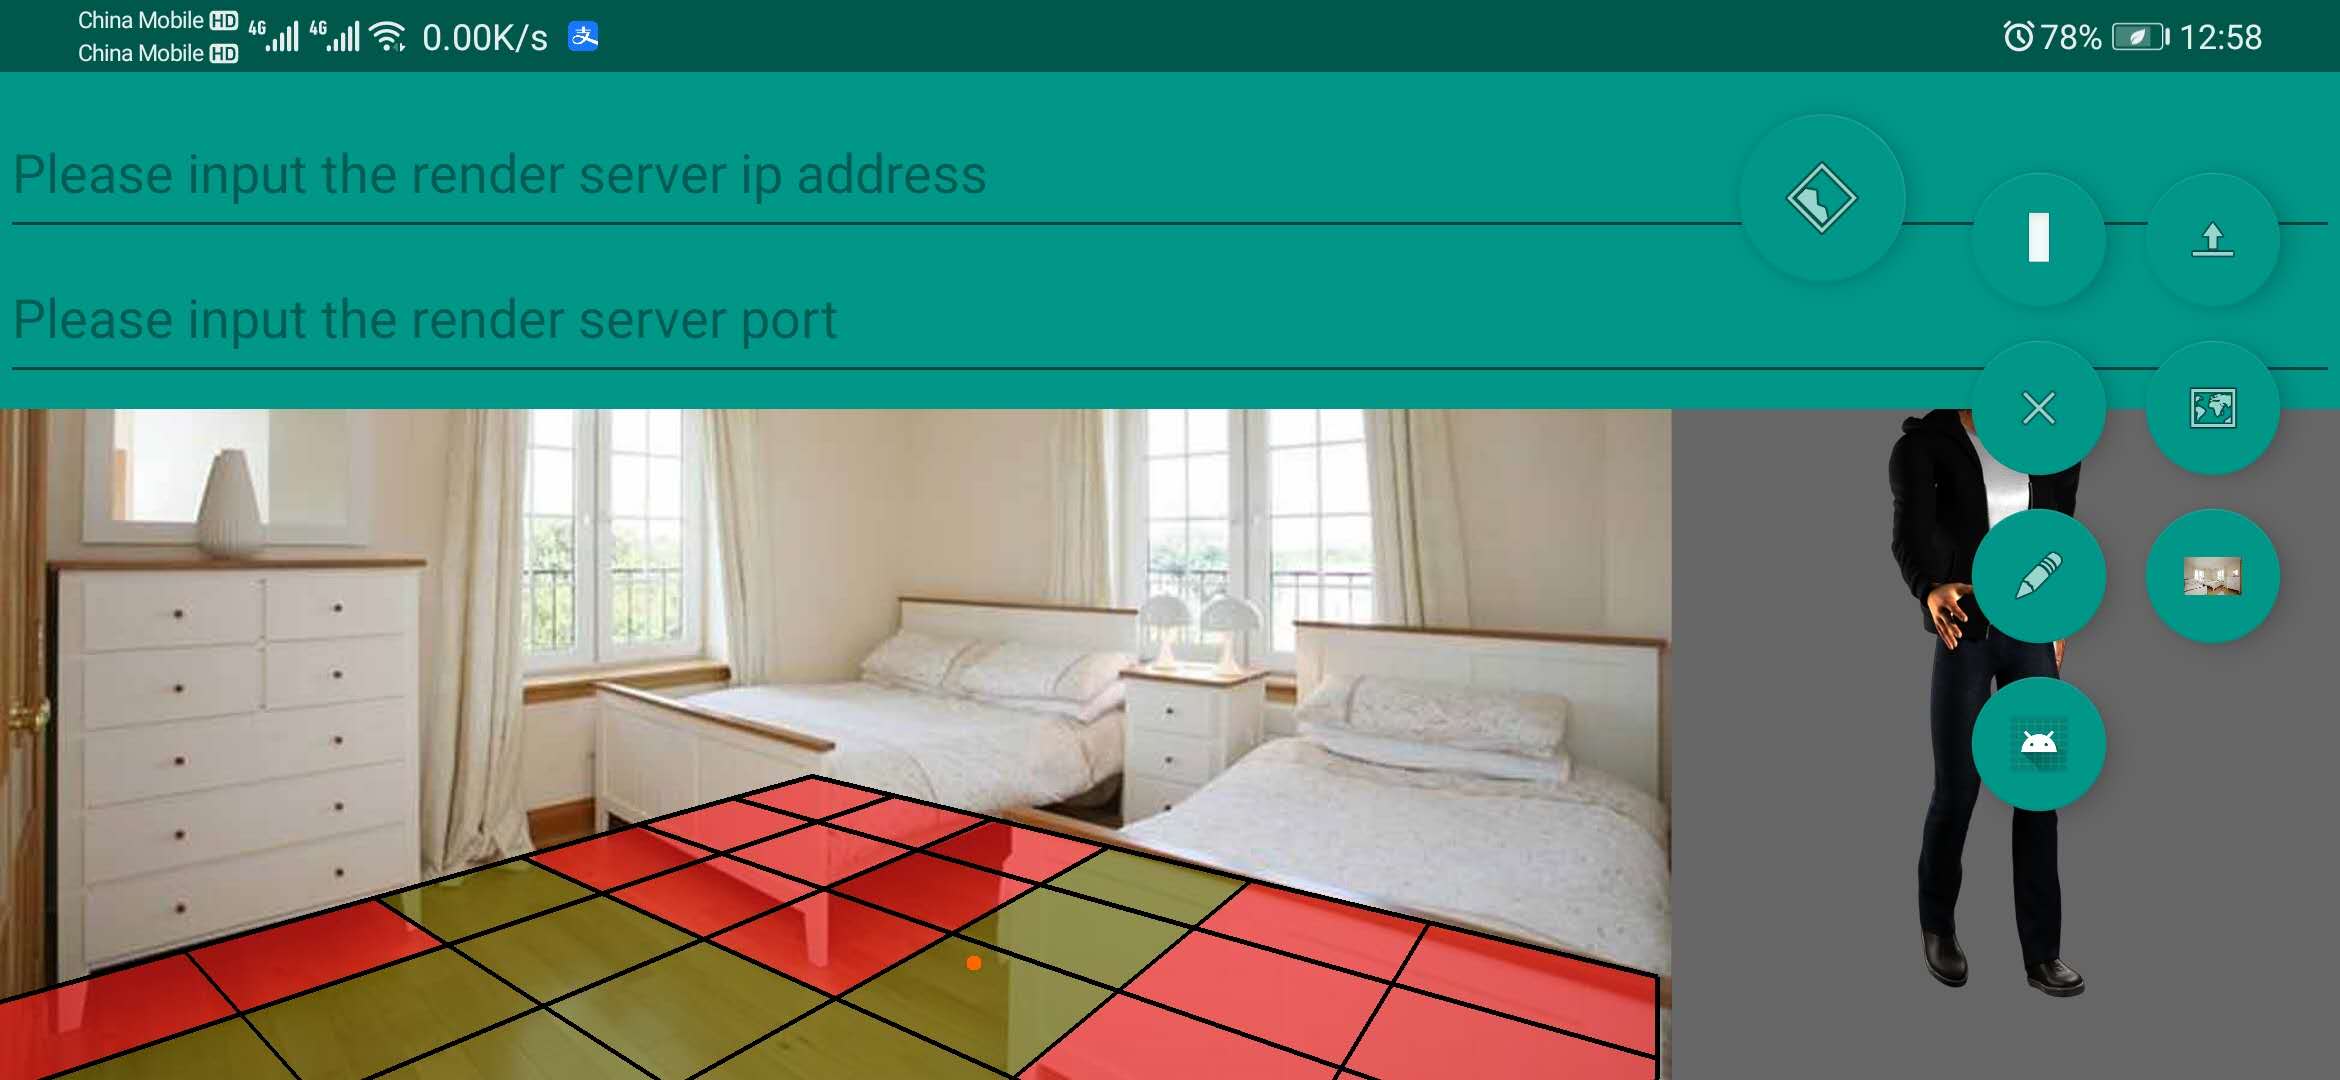 China Mobile HD
China Mobile HD
4G 4G 0.00K/s 支
78% 12:58
Please input the render server ip address
Please input the render server port